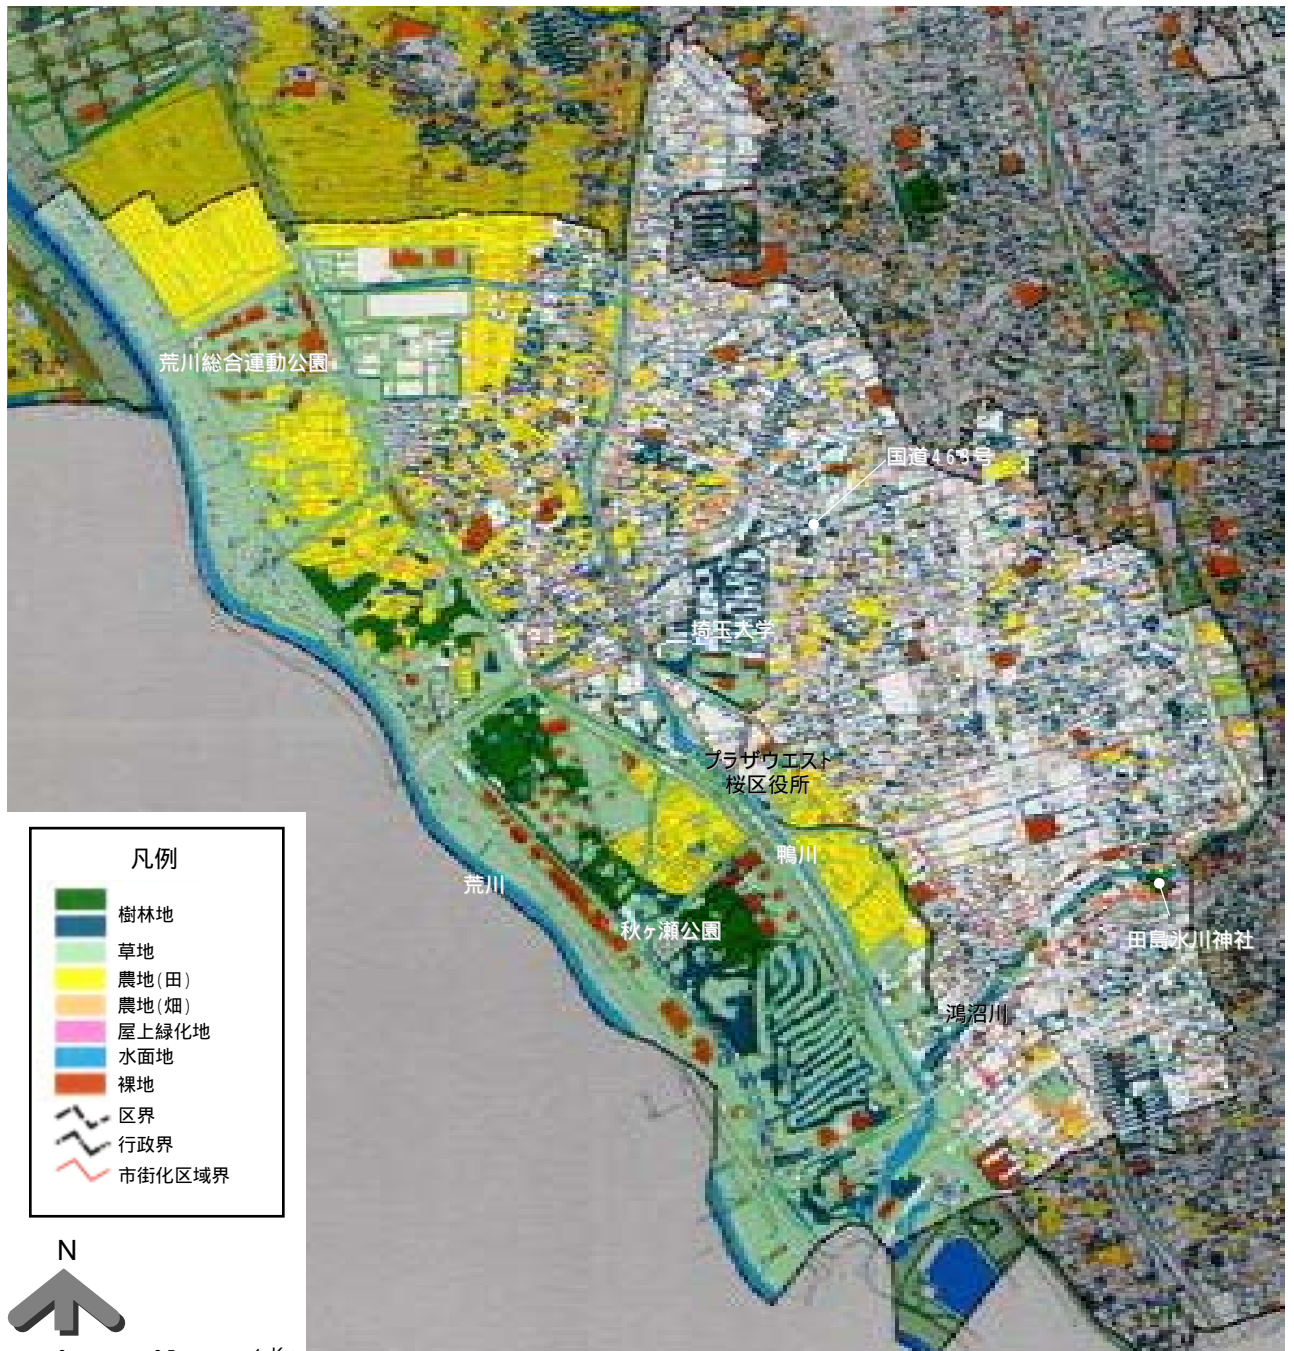 荒川総合運動公園
国道463号
埼玉大学
プラザウエスト
桜区役所
鴨川
荒川
秋ヶ瀬公園
田島氷川神社
鴻沼川
凡例
樹林地
草地
農地(田)
農地(畑)
屋上緑化地
水面地
裸地
区界
行政界
市街化区域界
N